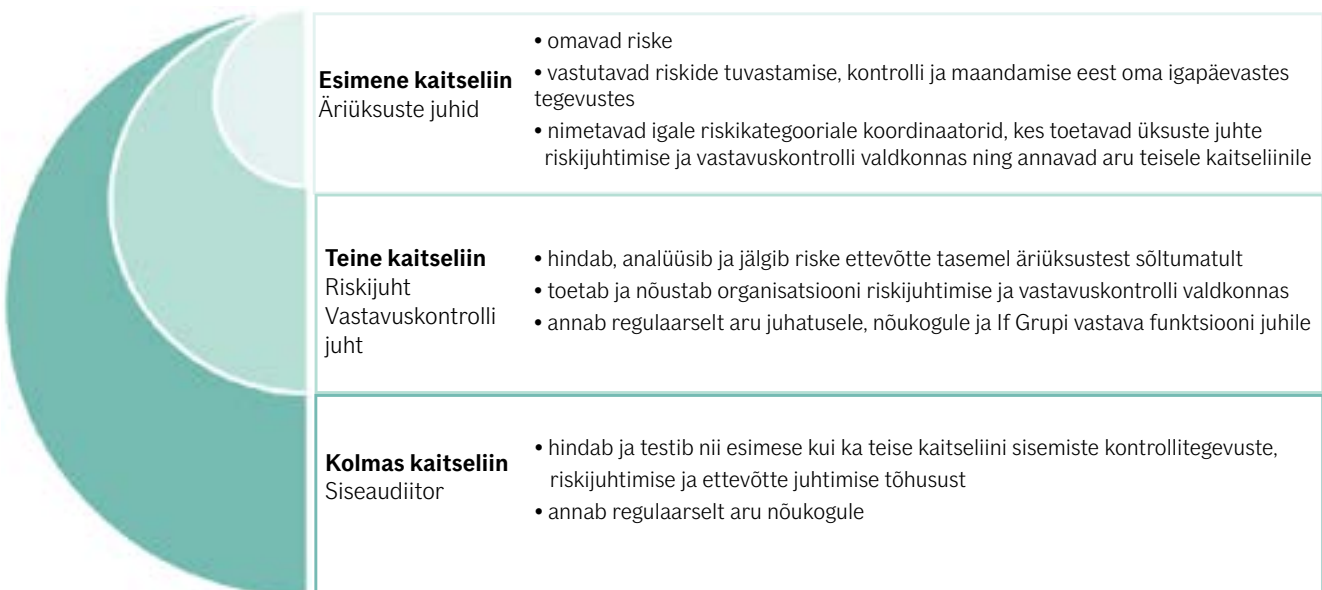 Esimene kaitseliin
Äriüksuste juhid
• omavad riske
• vastutavad riskide tuvastamise, kontrolli ja maandamise eest oma igapäevastes
tegevustes
• nimetavad igale riskikategooriale koordinaatorid, kes toetavad üksuste juhte
riskijuhtimise ja vastavuskontrolli valdkonnas ning annavad aru teisele kaitseliinile
Teine kaitseliin
Riskijuht
Vastavuskontrolli
juht
• hindab, analüüsib ja jälgib riske ettevõtte tasemel äriüksustest sõltumatult
• toetab ja nõustab organisatsiooni riskijuhtimise ja vastavuskontrolli valdkonnas
• annab regulaarselt aru juhatusele, nõukogule ja If Grupi vastava funktsiooni juhile
Kolmas kaitseliin
Siseaudiitor
• hindab ja testib nii esimese kui ka teise kaitseliini sisemiste kontrollitegevuste,
riskijuhtimise ja ettevõtte juhtimise tõhusust
• annab regulaarselt aru nõukogule